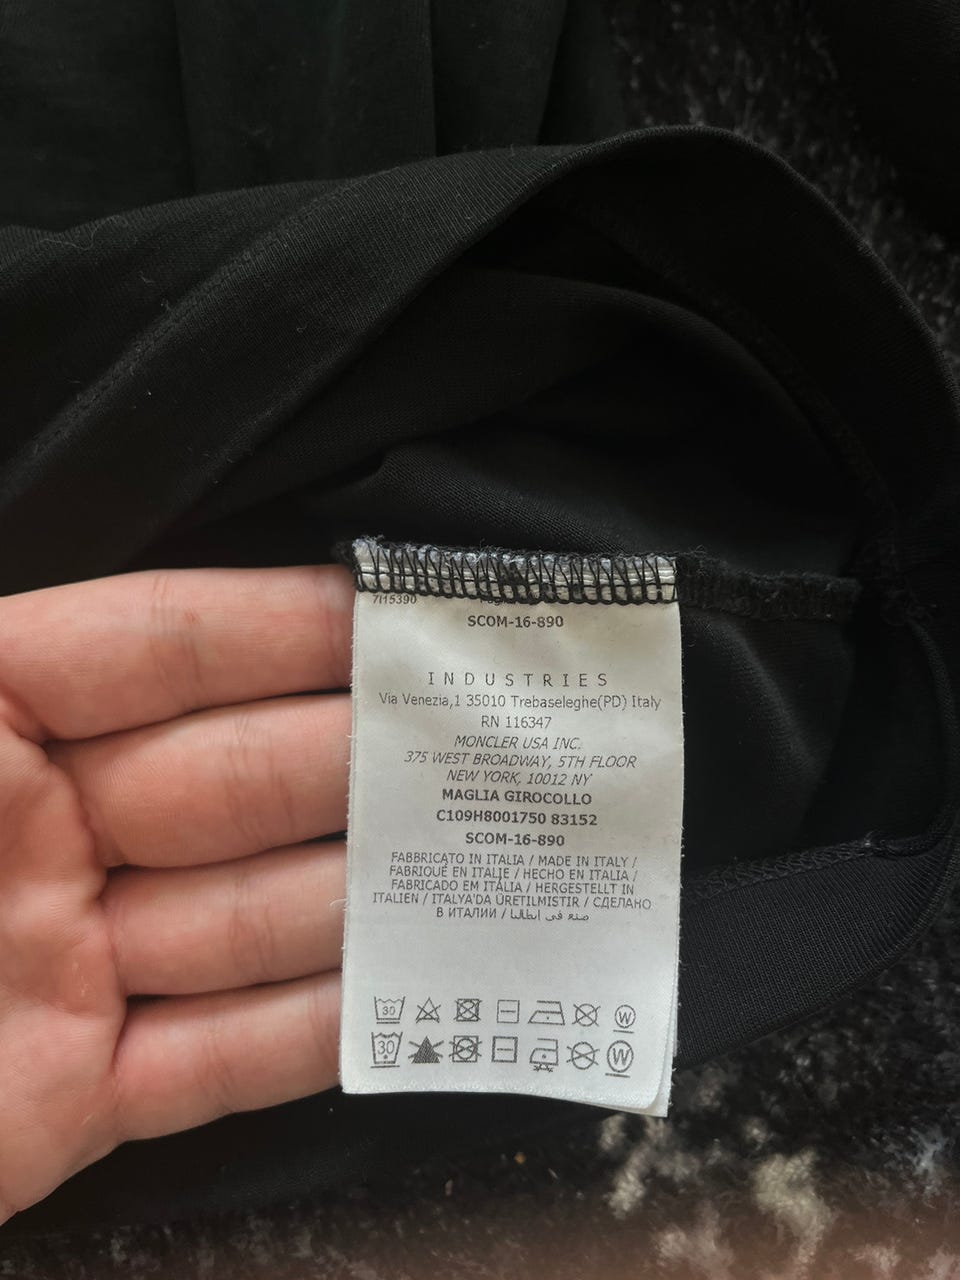 7I15390
SCOM-16-890
INDUSTRIES
Via Venezia,1 35010 Trebaseleghe(PD) Italy
RN 116347
MONCLER USA INC.
375 WEST BROADWAY, 5TH FLOOR
NEW YORK, 10012 NY
MAGLIA GIROCOLLO
C109H8001750 83152
SCOM-16-890
FABBRICATO IN ITALIA / MADE IN ITALY /
FABRIQUÉ EN ITALIE / HECHO EN ITALIA /
FABRICADO EM ITÁLIA / HERGESTELLT IN
ITALIEN / ITALYA'DA ÜRETILMISTIR / СДЕЛАНО
В ИТАЛИИ / صنع في ايطاليا
30 W
30 W